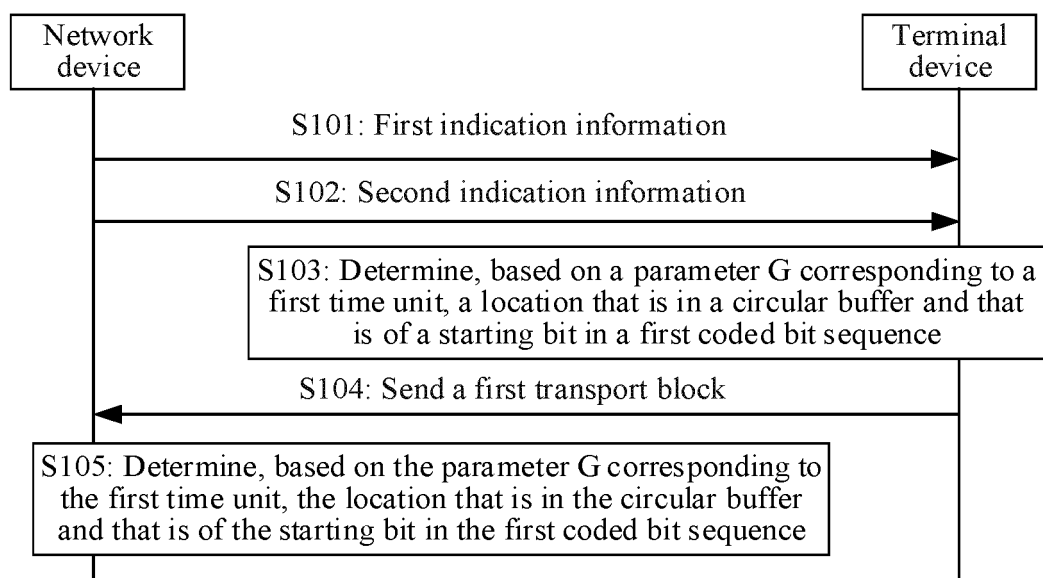 Network
device
Terminal
device
S101: First indication information
S102: Second indication information
S103: Determine, based on a parameter G corresponding to a
first time unit, a location that is in a circular buffer and that
is of a starting bit in a first coded bit sequence
S104: Send a first transport block
S105: Determine, based on the parameter G corresponding to
the first time unit, the location that is in the circular buffer
and that is of the starting bit in the first coded bit sequence